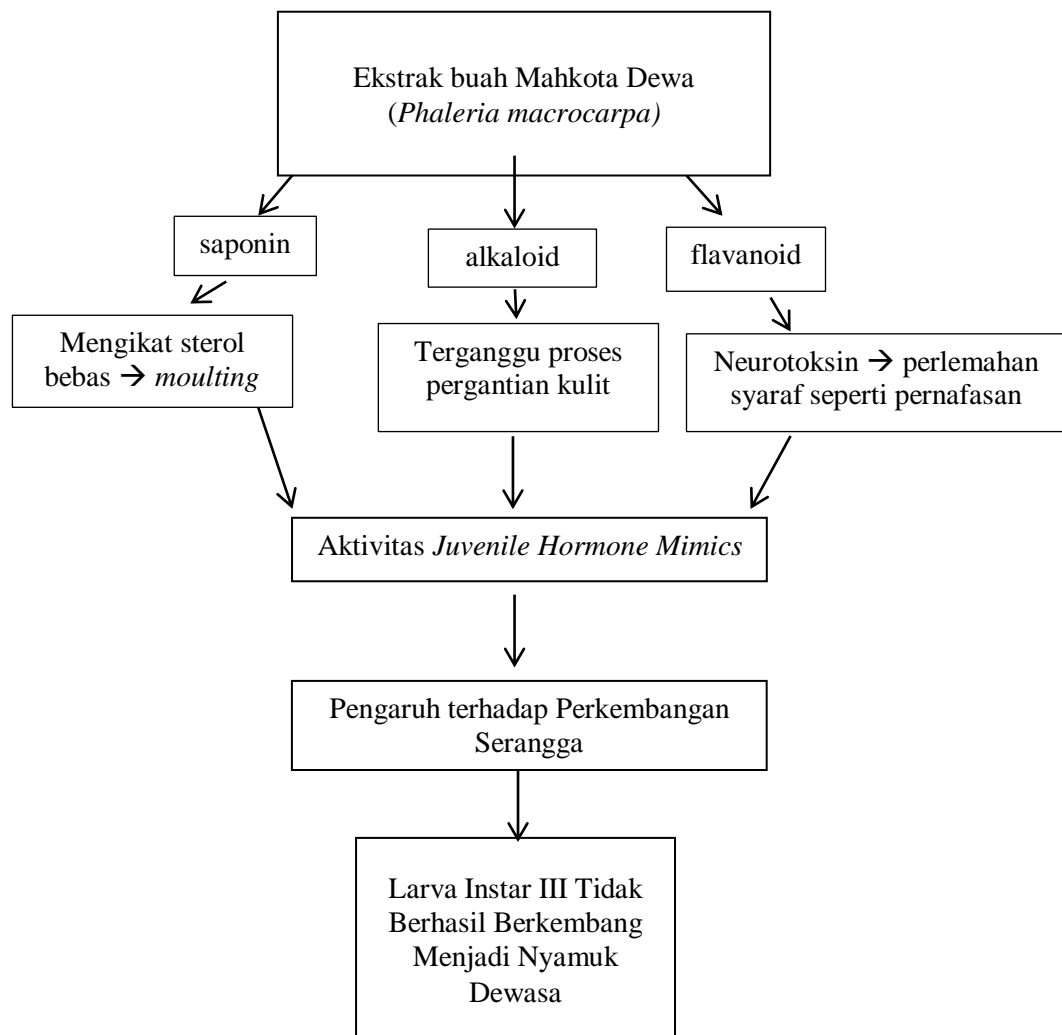 Ekstrak buah Mahkota Dewa
(Phaleria macrocarpa)
saponin
alkaloid
flavanoid
Mengikat sterol
bebas → moulting
Terganggu proses
pergantian kulit
Neurotoksin → perlemahan
syaraf seperti pernafasan
Aktivitas Juvenile Hormone Mimics
Pengaruh terhadap Perkembangan
Serangga
Larva Instar III Tidak
Berhasil Berkembang
Menjadi Nyamuk
Dewasa